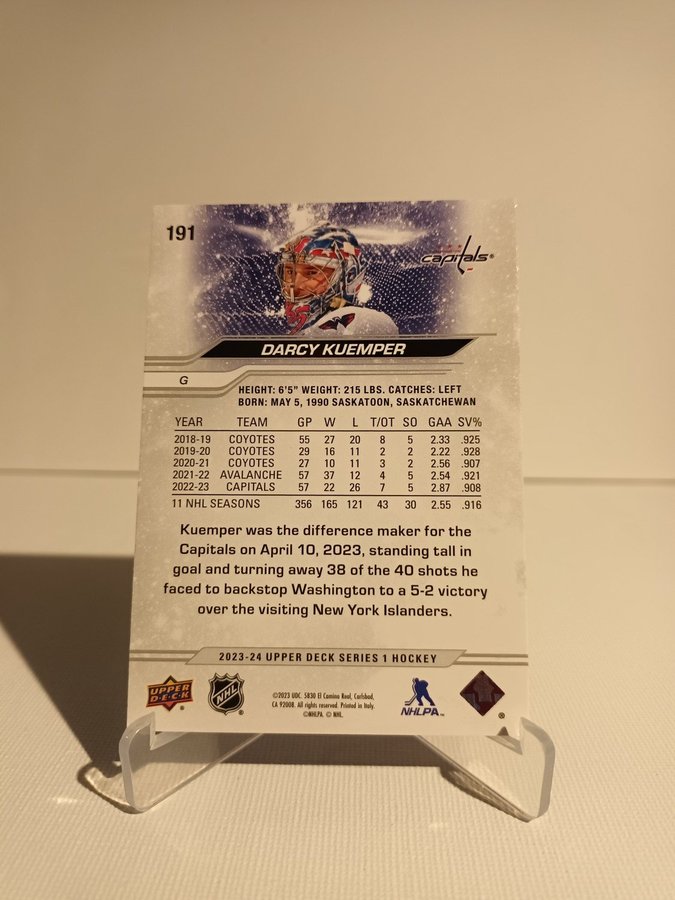 191
capitals®
DARCY KUEMPER
G
HEIGHT: 6'5" WEIGHT: 215 LBS. CATCHES: LEFT
BORN: MAY 5, 1990 SASKATOON, SASKATCHEWAN
YEAR TEAM GP W L T/OT SO GAA SV%
2018-19 COYOTES 55 27 20 8 5 2.33 .925
2019-20 COYOTES 29 16 11 2 2 2.22 .928
2020-21 COYOTES 27 10 11 3 2 2.56 .907
2021-22 AVALANCHE 57 37 12 4 5 2.54 .921
2022-23 CAPITALS 57 22 26 7 5 2.87 .908
11 NHL SEASONS 356 165 121 43 30 2.55 .916
Kuemper was the difference maker for the
Capitals on April 10, 2023, standing tall in
goal and turning away 38 of the 40 shots he
faced to backstop Washington to a 5-2 victory
over the visiting New York Islanders.
2023-24 UPPER DECK SERIES 1 HOCKEY
UPPER
DECK
NHL
©2023 UDC. 5830 El Camino Real, Carlsbad,
CA 92008. All rights reserved. Printed in Italy.
©NHLPA. © NHL.
NHLPA